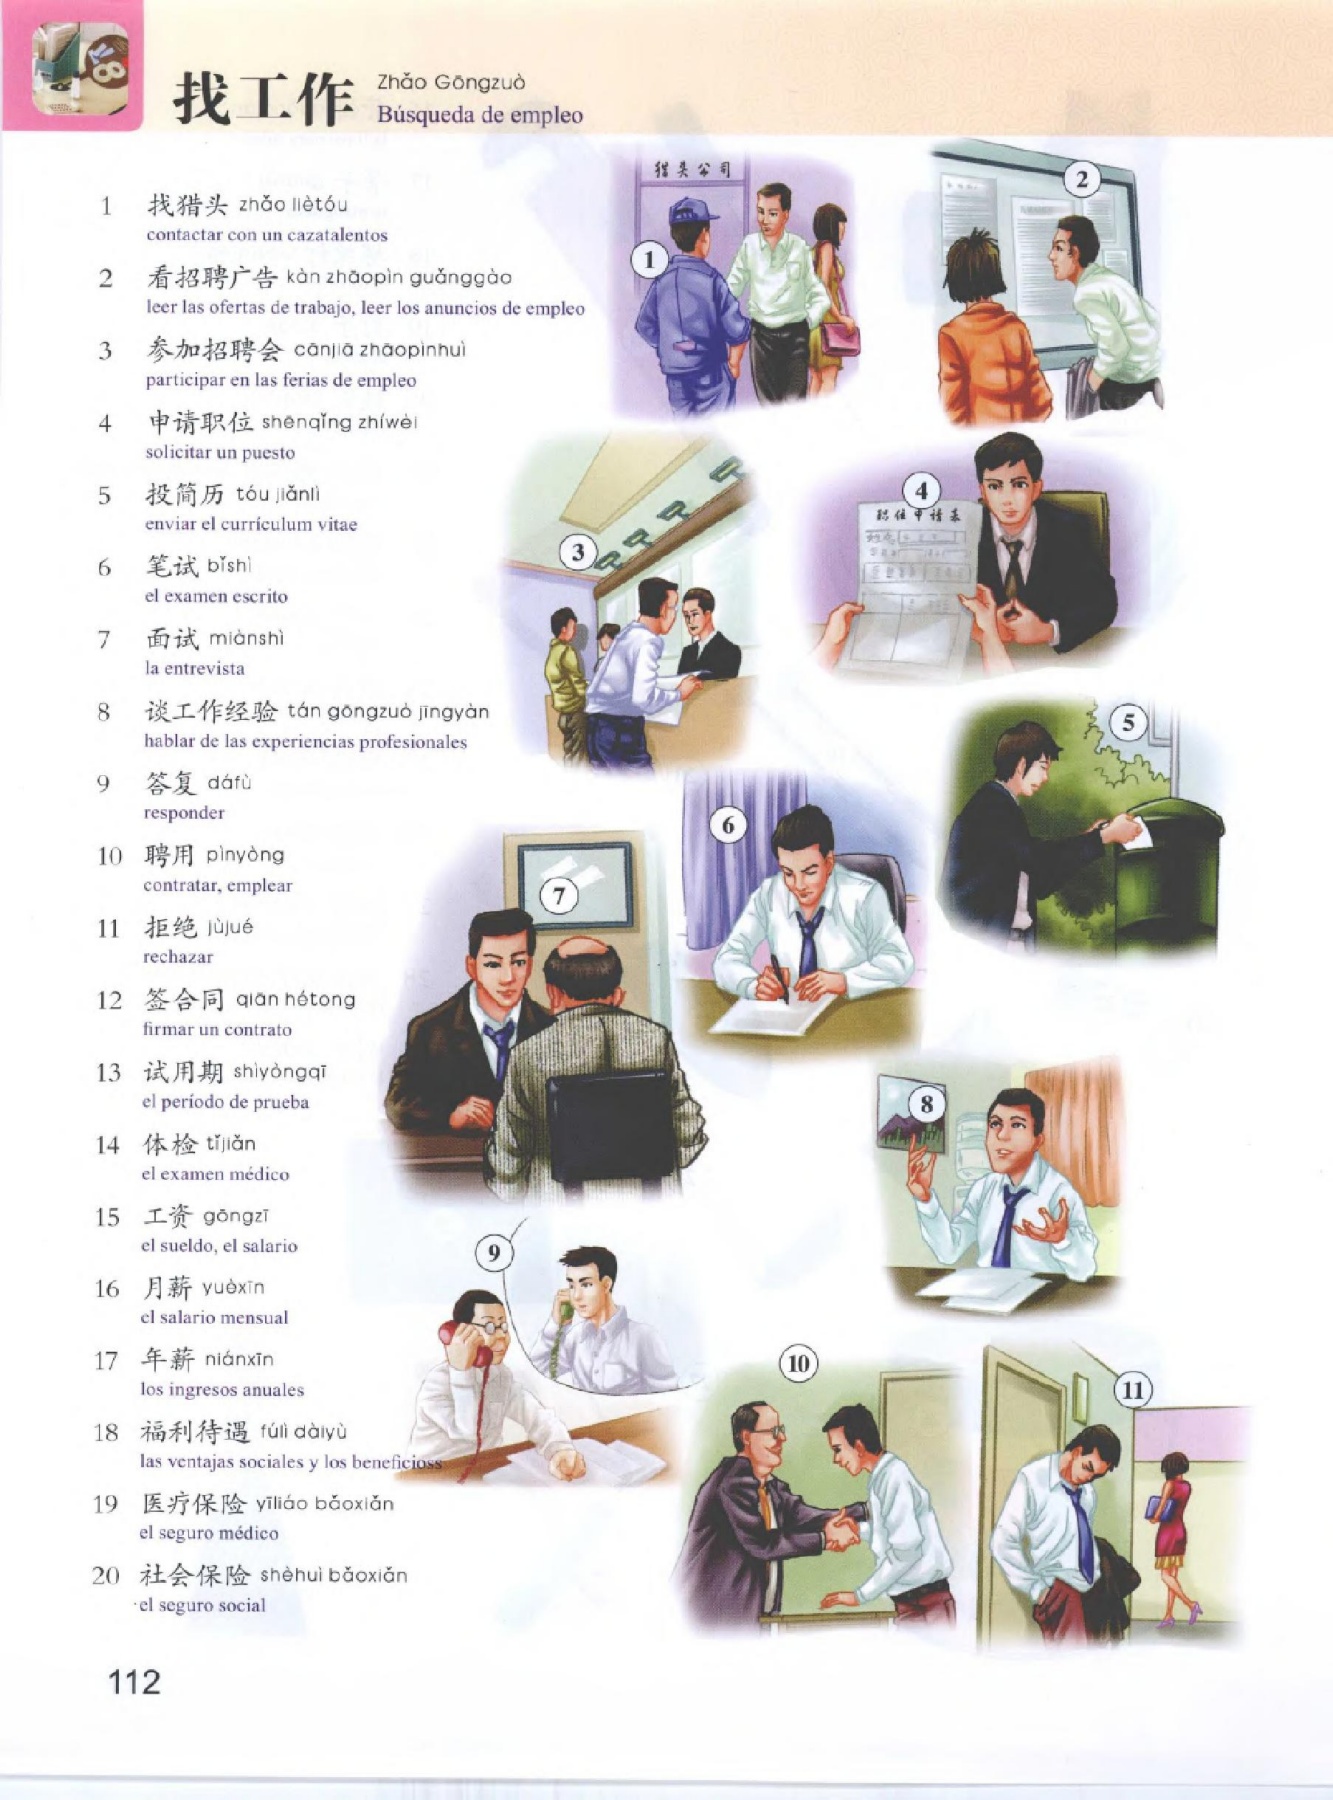 找工作
Zhǎo Gōngzuò
Búsqueda de empleo
1 找猎头 zhǎo liètóu
contactar con un cazatalentos
2 看招聘广告 kàn zhāopìn guǎnggào
leer las ofertas de trabajo, leer los anuncios de empleo
3 参加招聘会 cānjiā zhāopìnhuì
participar en las ferias de empleo
4 申请职位 shēnqǐng zhíwèi
solicitar un puesto
5 投简历 tóu jiǎnlì
enviar el currículum vitae
6 笔试 bǐshì
el examen escrito
7 面试 miànshì
la entrevista
8 谈工作经验 tán gōngzuò jīngyàn
hablar de las experiencias profesionales
9 答复 dáfù
responder
10 聘用 pìnyòng
contratar, emplear
11 拒绝 jùjué
rechazar
12 签合同 qiān hétong
firmar un contrato
13 试用期 shìyòngqī
el período de prueba
14 体检 tǐjiǎn
el examen médico
15 工资 gōngzī
el sueldo, el salario
16 月薪 yuèxīn
el salario mensual
17 年薪 niánxīn
los ingresos anuales
18 福利待遇 fúlì dàiyù
las ventajas sociales y los beneficioss
19 医疗保险 yīliáo bǎoxiǎn
el seguro médico
20 社会保险 shèhuì bǎoxiǎn
el seguro social
猎头公司
1
2
3
4
职位申请表
5
6
7
8
9
10
11
112